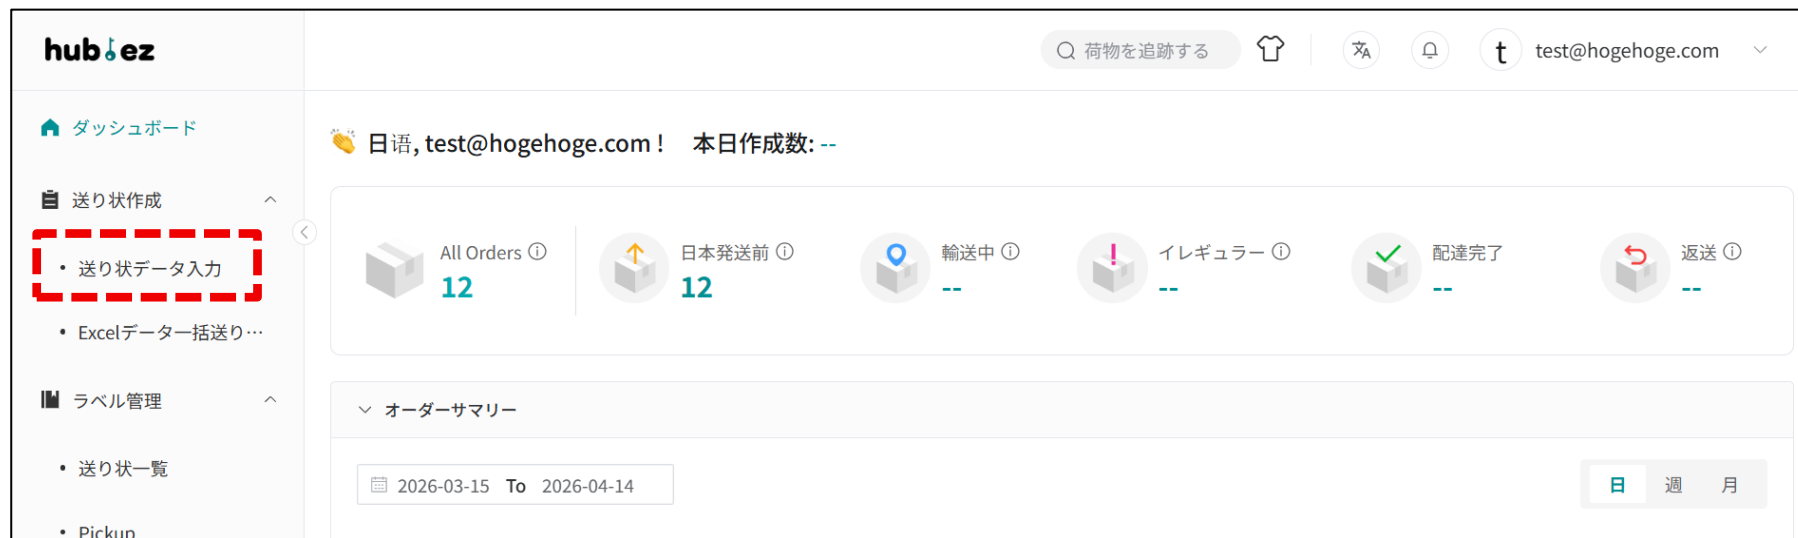 hubez
荷物を追跡する
文A
t
test@hogehoge.com
ダッシュボード
👏 日语, test@hogehoge.com ! 本日作成数: --
送り状作成
送り状データ入力
Excelデータ一括送り…
ラベル管理
送り状一覧
Pickup
All Orders
12
日本発送前
12
輸送中
--
イレギュラー
--
配達完了
--
返送
--
オーダーサマリー
2026-03-15 To 2026-04-14
日 週 月